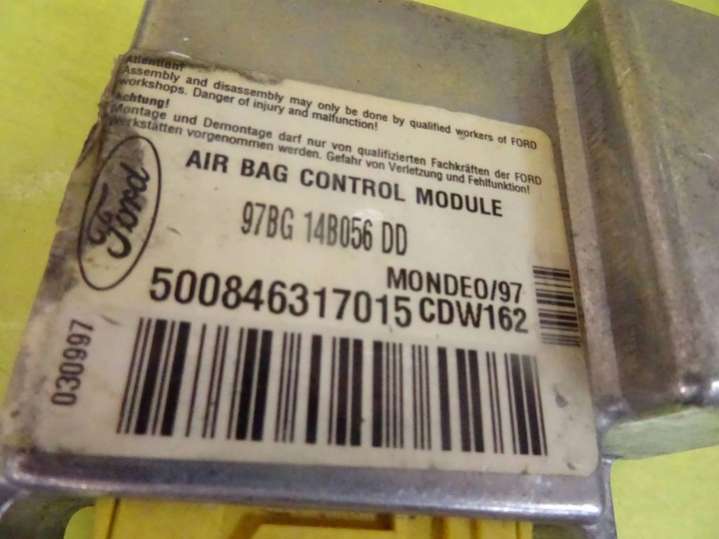 Attention!
Assembly and disassembly may only be done by qualified workers of FORD
workshops. Danger of injury and malfunction!
Achtung!
Montage und Demontage darf nur von qualifizierten Fachkräften der FORD
Werkstätten vorgenommen werden. Gefahr von Verletzung und Fehlfunktion!
Ford
AIR BAG CONTROL MODULE
97BG 14B056 DD
MONDEO/97
500846317015 CDW162
030997